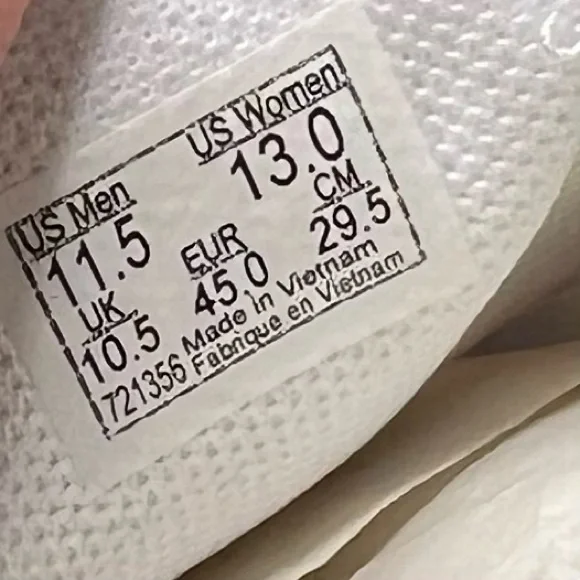 US Men US Women
11.5 13.0
UK EUR CM
10.5 45.0 29.5
721356 Made in Vietnam
Fabrique en Vietnam